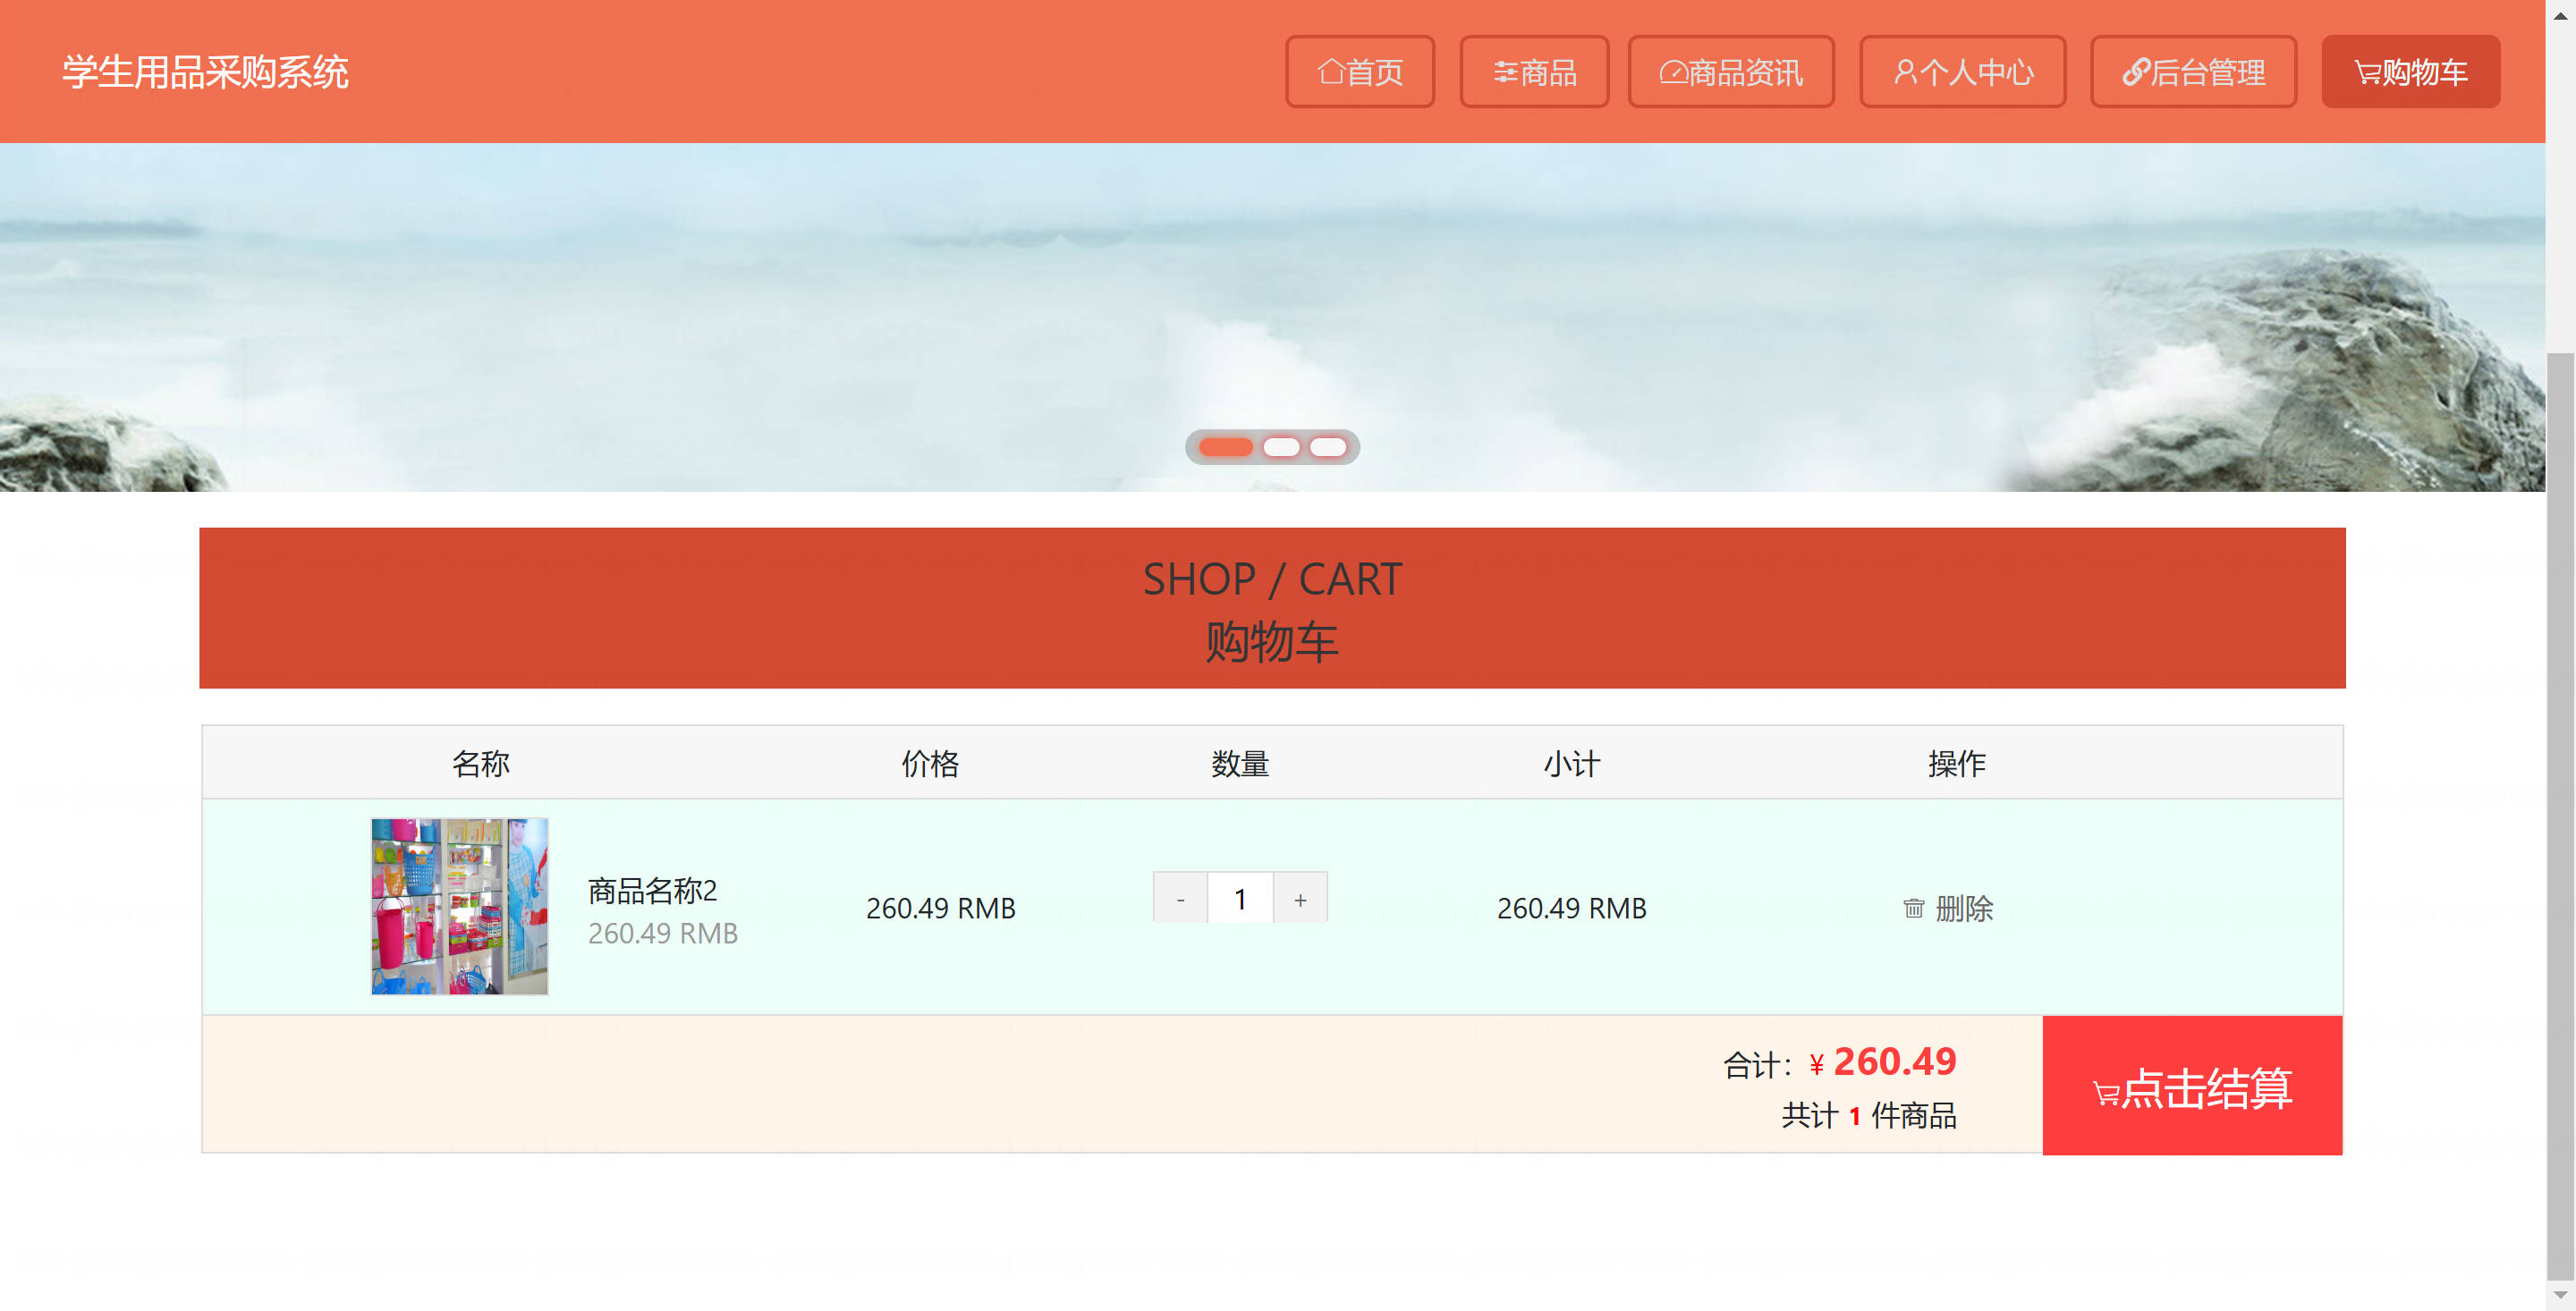 学生用品采购系统
首页 商品 商品资讯 个人中心 后台管理 购物车
SHOP / CART
购物车
名称 价格 数量 小计 操作
商品名称2
260.49 RMB
260.49 RMB - 1 + 260.49 RMB 删除
合计：¥ 260.49
共计 1 件商品
点击结算